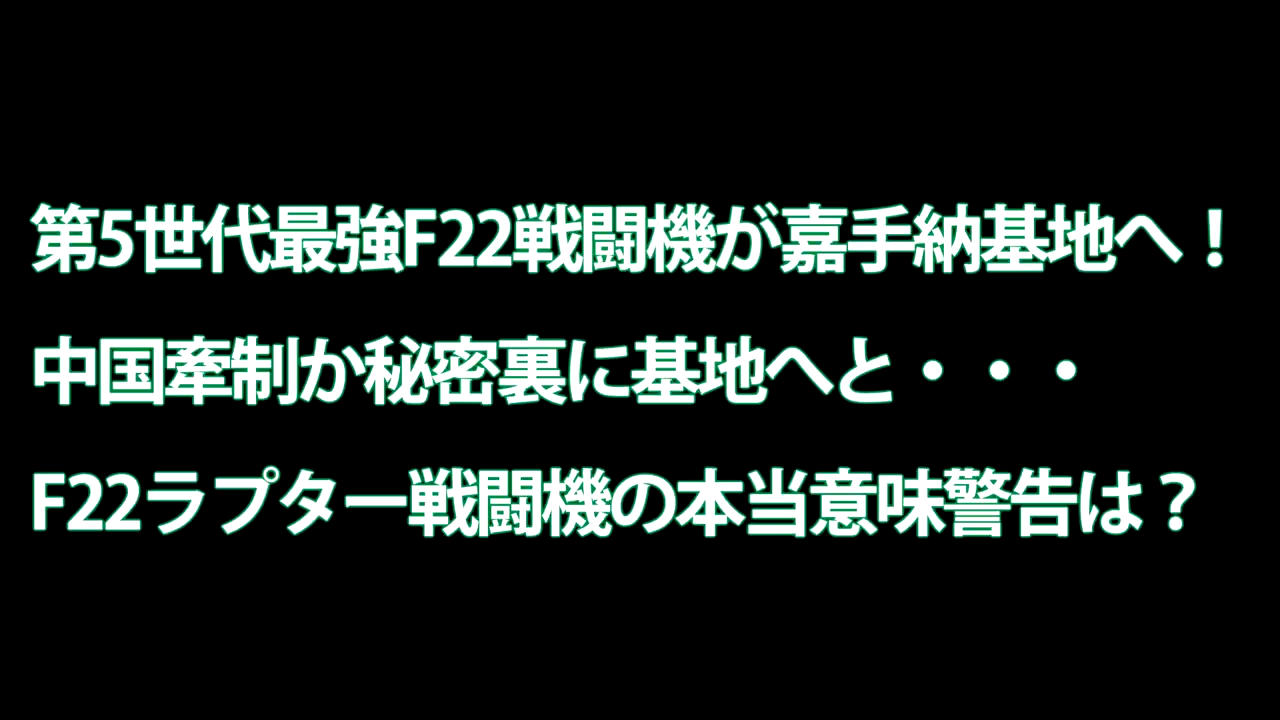 第5世代最強F22戦闘機が嘉手納基地へ！
中国牽制か秘密裏に基地へと・・・
F22ラプター戦闘機の本当意味警告は？